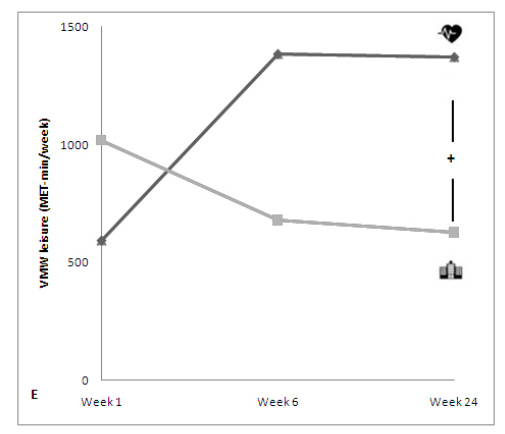 1500
1000
500
0
VMW leisure (MET-min/week)
+
E
Week 1
Week 6
Week 24